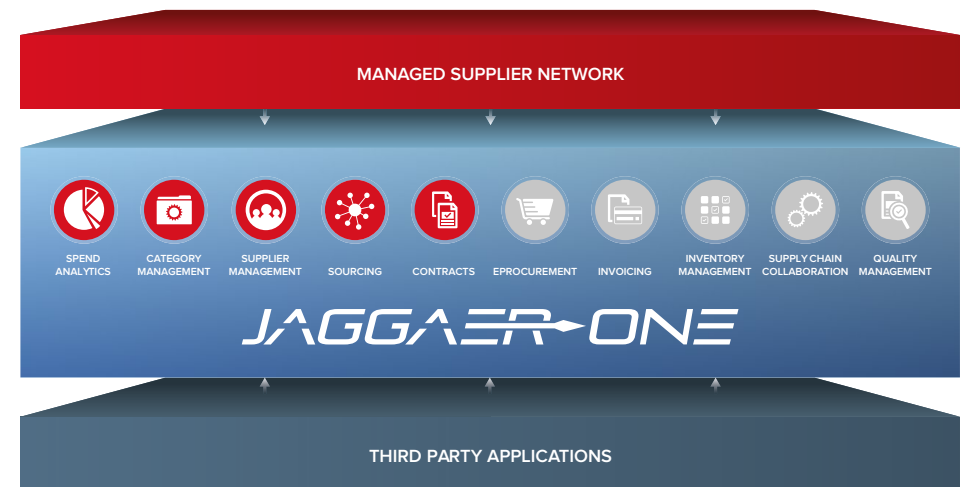 MANAGED SUPPLIER NETWORK
SPEND
ANALYTICS
CATEGORY
MANAGEMENT
SUPPLIER
MANAGEMENT
SOURCING
CONTRACTS
EPROCUREMENT
INVOICING
INVENTORY
MANAGEMENT
SUPPLY CHAIN
COLLABORATION
QUALITY
MANAGEMENT
JAGGAER ONE
THIRD PARTY APPLICATIONS